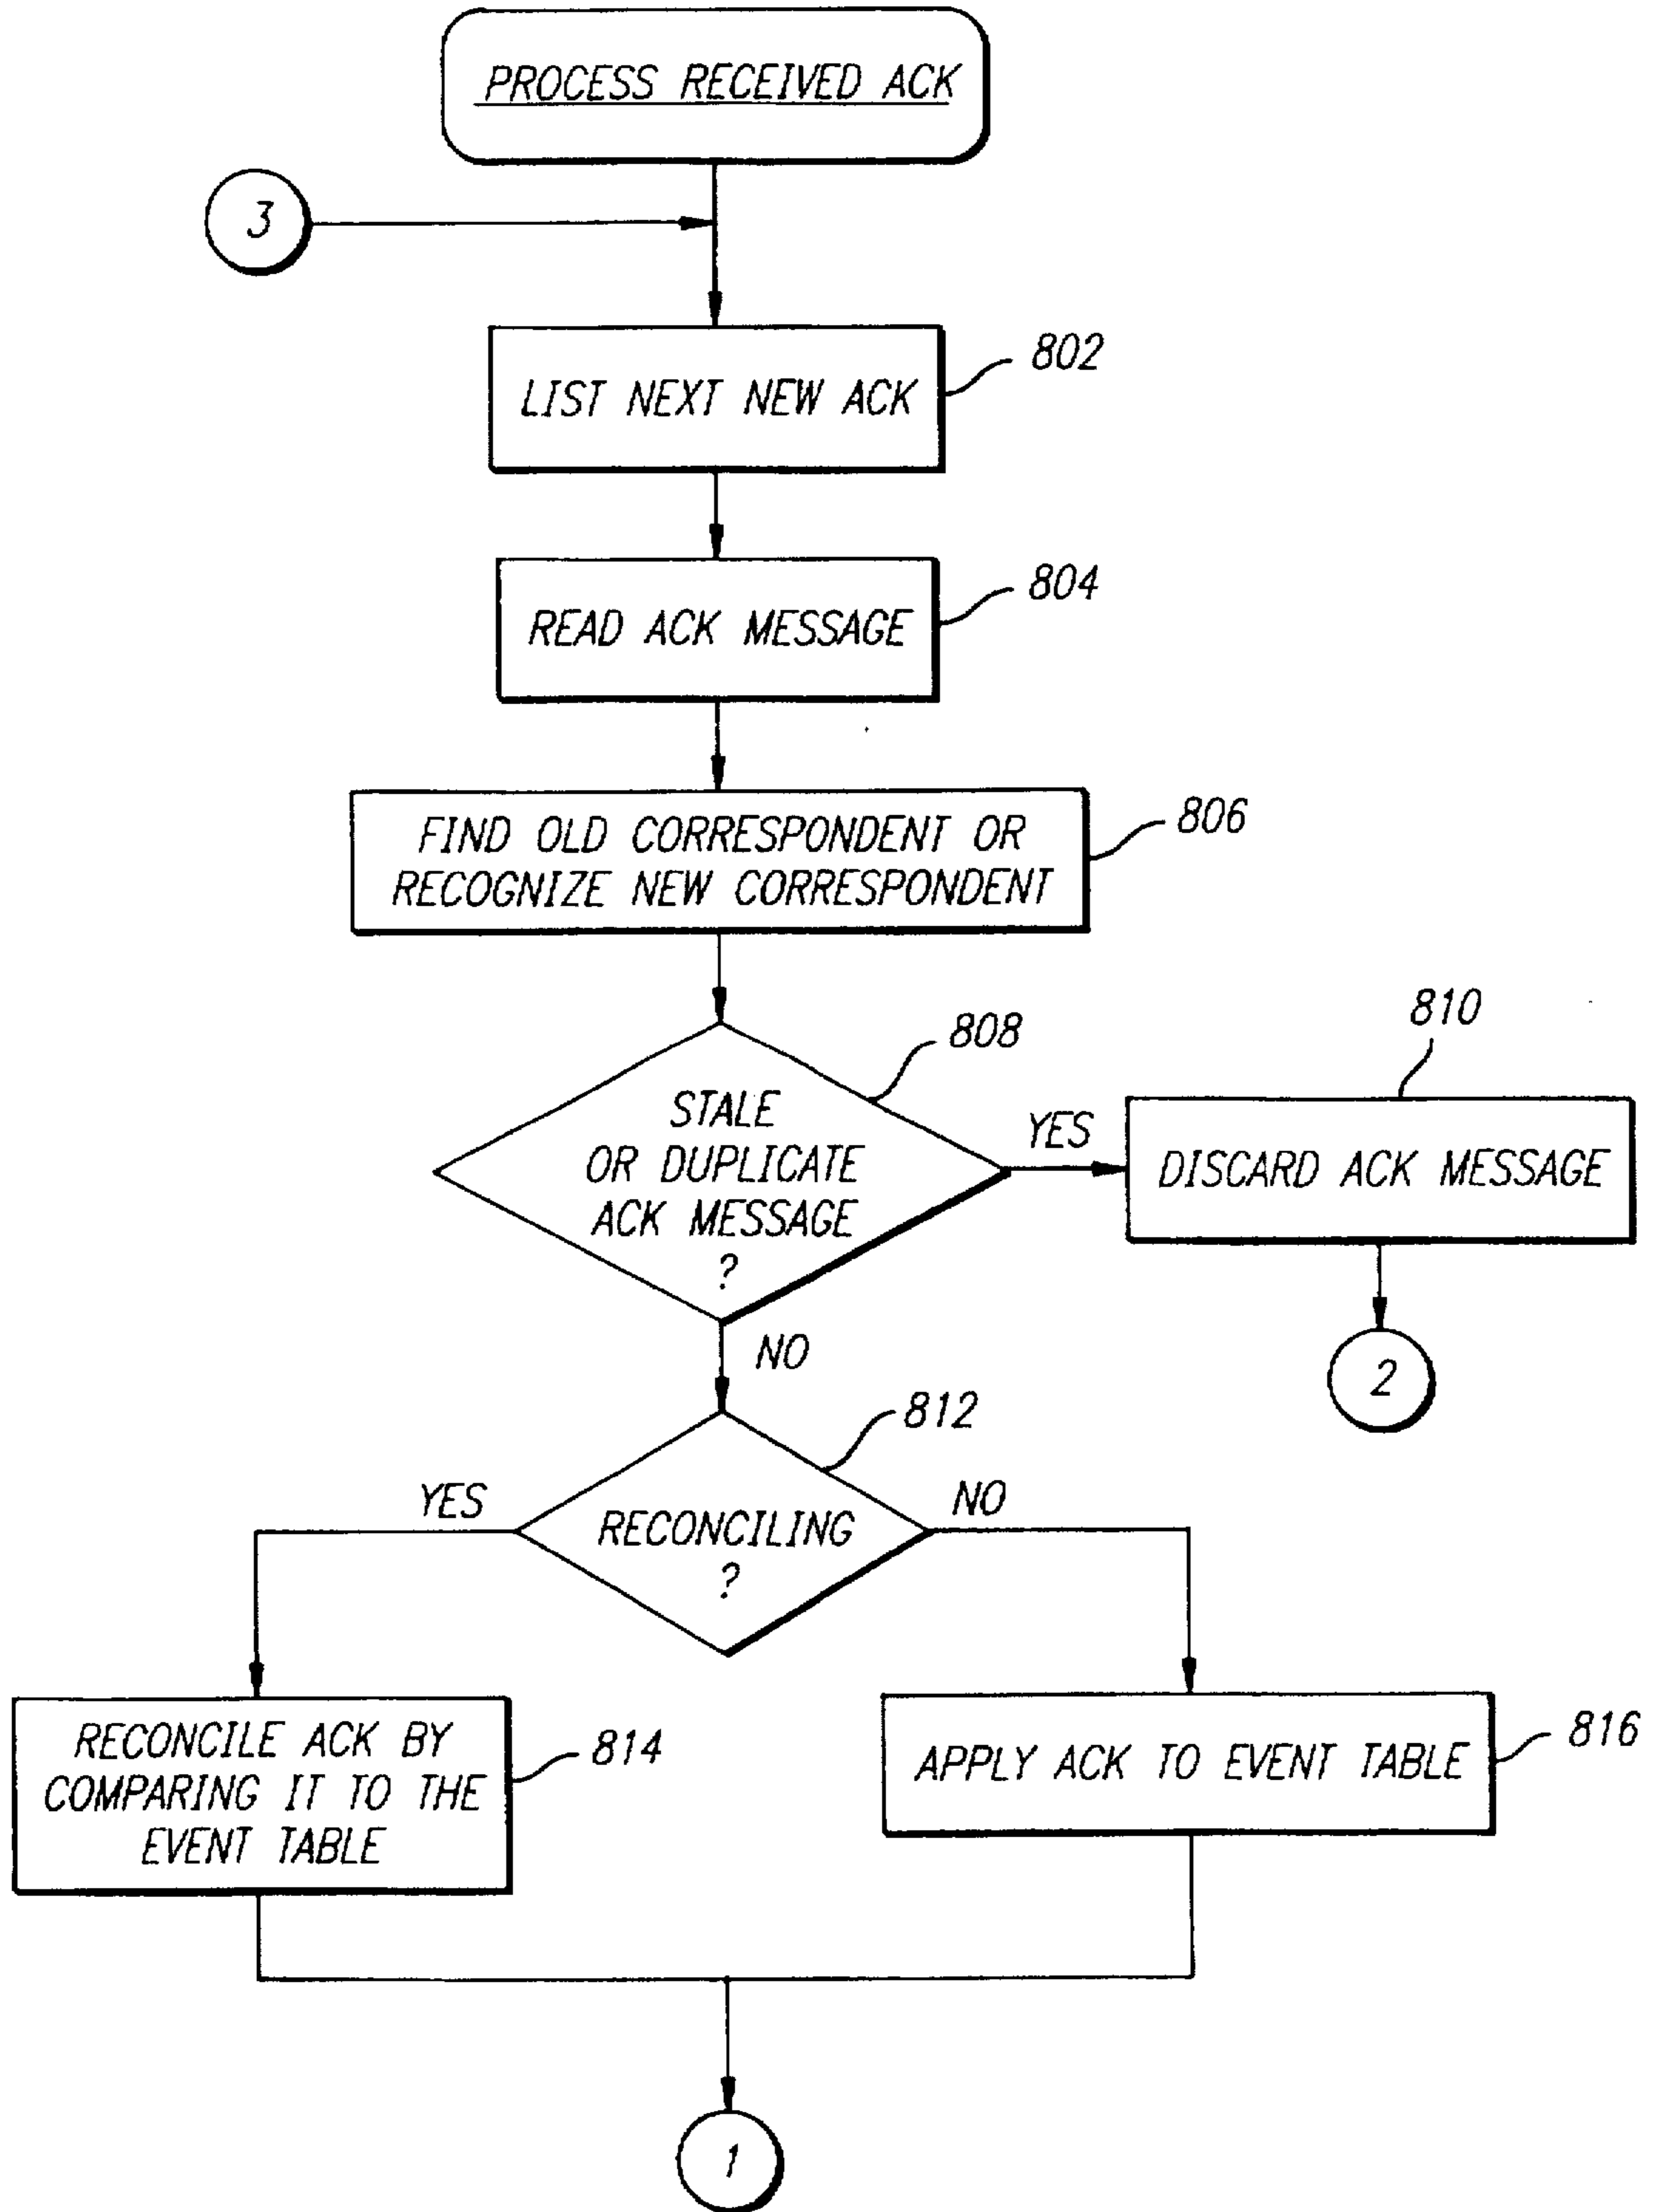 PROCESS RECEIVED ACK
3
802
LIST NEXT NEW ACK
804
READ ACK MESSAGE
806
FIND OLD CORRESPONDENT OR
RECOGNIZE NEW CORRESPONDENT
808
STALE
OR DUPLICATE
ACK MESSAGE
?
YES
810
DISCARD ACK MESSAGE
2
NO
812
RECONCILING
?
YES
NO
RECONCILE ACK BY
COMPARING IT TO THE
EVENT TABLE
814
APPLY ACK TO EVENT TABLE
816
1